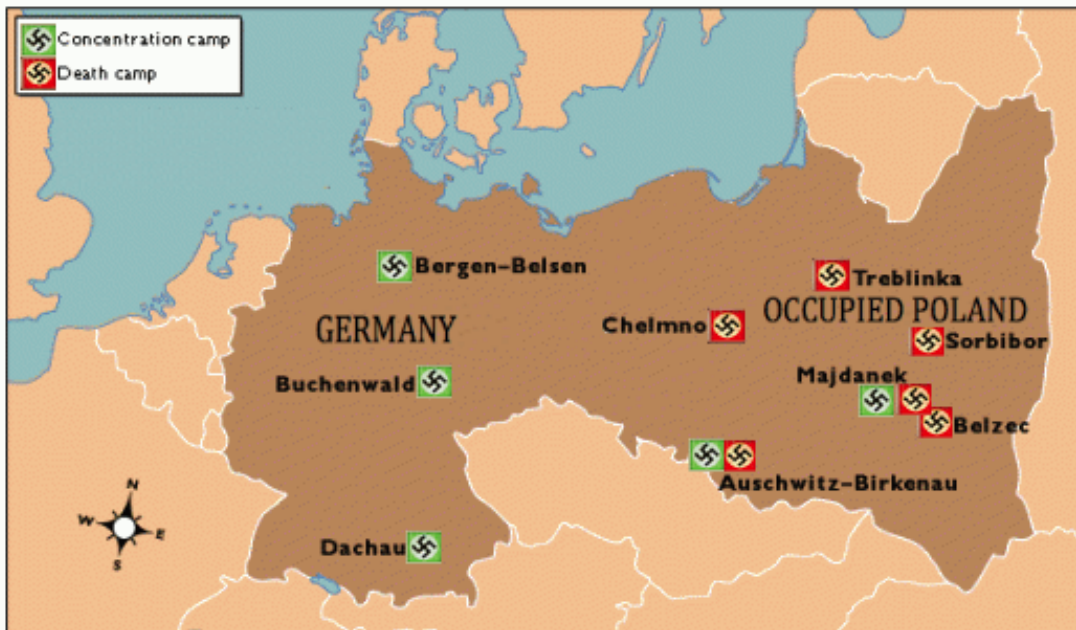 Concentration camp
Death camp
Bergen-Belsen
Treblinka
OCCUPIED POLAND
GERMANY
Chelmno
Sorbibor
Buchenwald
Majdanek
Belzec
Auschwitz-Birkenau
N
W
E
S
Dachau